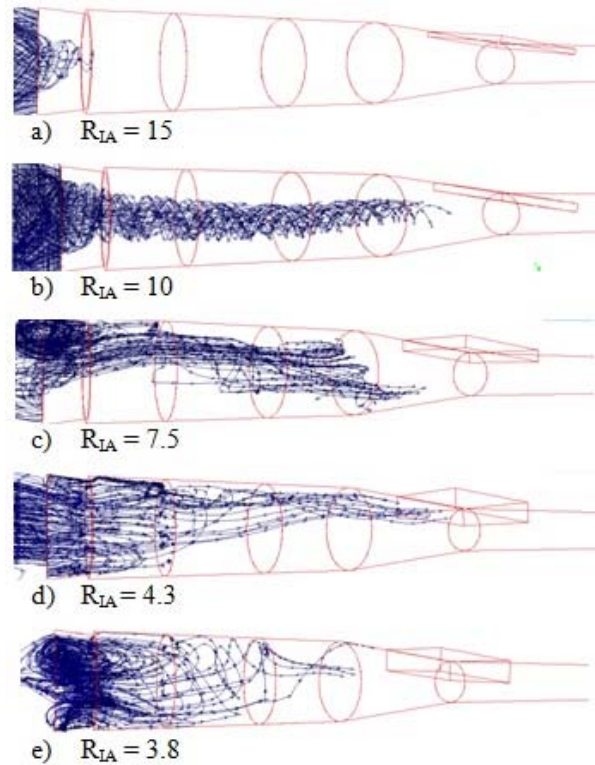 a) R_IA = 15
b) R_IA = 10
c) R_IA = 7.5
d) R_IA = 4.3
e) R_IA = 3.8